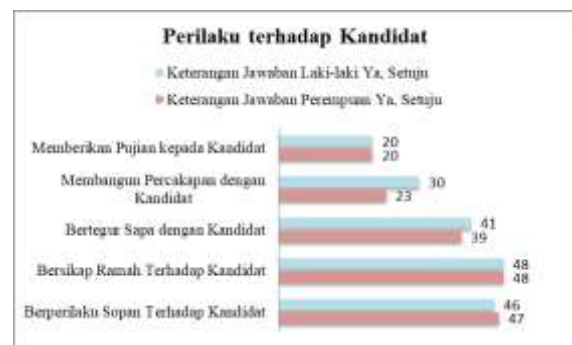 Perilaku terhadap Kandidat
Keterangan Jawaban Laki-laki Ya, Setuju
Keterangan Jawaban Perempuan Ya, Setuju
Memberikan Pujian kepada Kandidat
20
20
Membangun Percakapan dengan
Kandidat
30
23
Bertegur Sapa dengan Kandidat
41
39
Bersikap Ramah Terhadap Kandidat
48
48
Berperilaku Sopan Terhadap Kandidat
46
47